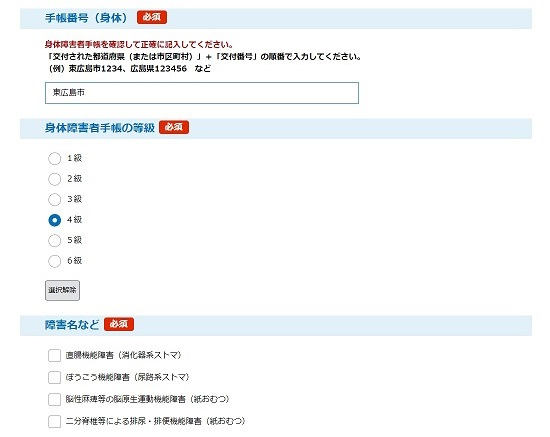 手帳番号（身体） 必須
身体障害者手帳を確認して正確に記入してください。
「交付された都道府県（または市区町村）」+「交付番号」の順番で入力してください。
（例）東広島市1234、広島県123456　など
東広島市
身体障害者手帳の等級 必須
1級
2級
3級
4級
5級
6級
選択解除
障害名など 必須
直腸機能障害（消化器系ストマ）
ぼうこう機能障害（尿路系ストマ）
脳性麻痺等の脳原生運動機能障害（紙おむつ）
二分脊椎等による排尿・排便機能障害（紙おむつ）